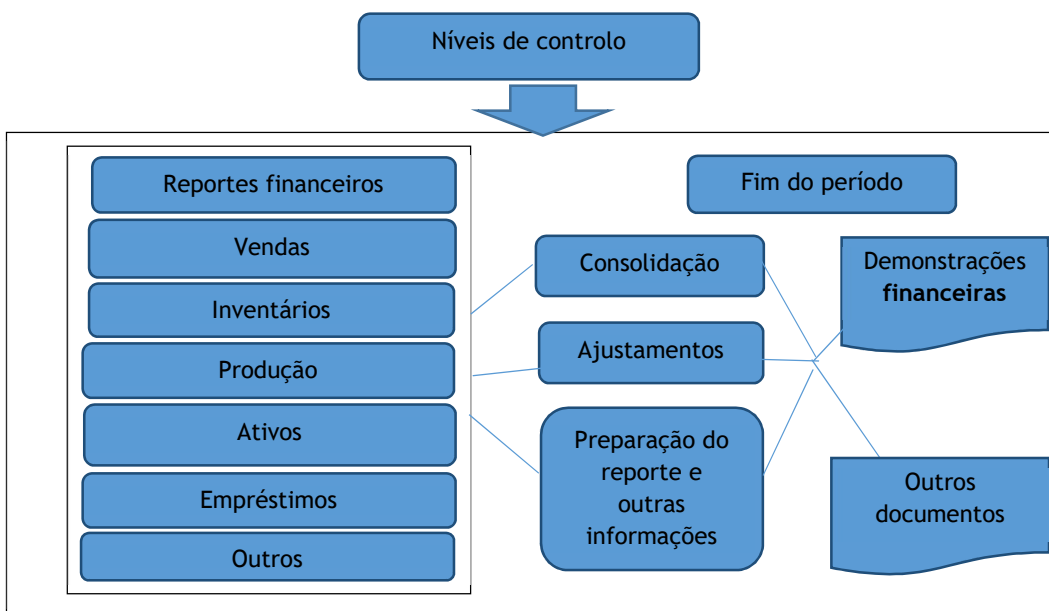 Níveis de controlo
Reportes financeiros
Vendas
Inventários
Produção
Ativos
Empréstimos
Outros
Fim do período
Consolidação
Ajustamentos
Preparação do
reporte e
outras
informações
Demonstrações
financeiras
Outros
documentos